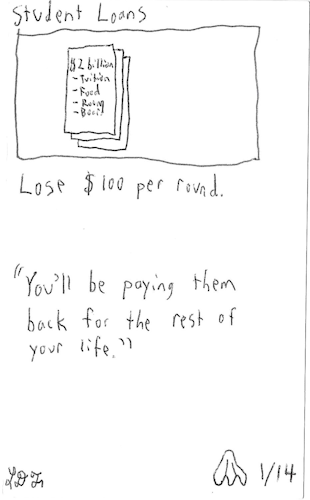 Student Loans
$2 billion
- Tuition
- Food
- Rooms
- Beer
Lose $100 per round.
"You'll be paying them
back for the rest of
your life."
1/14